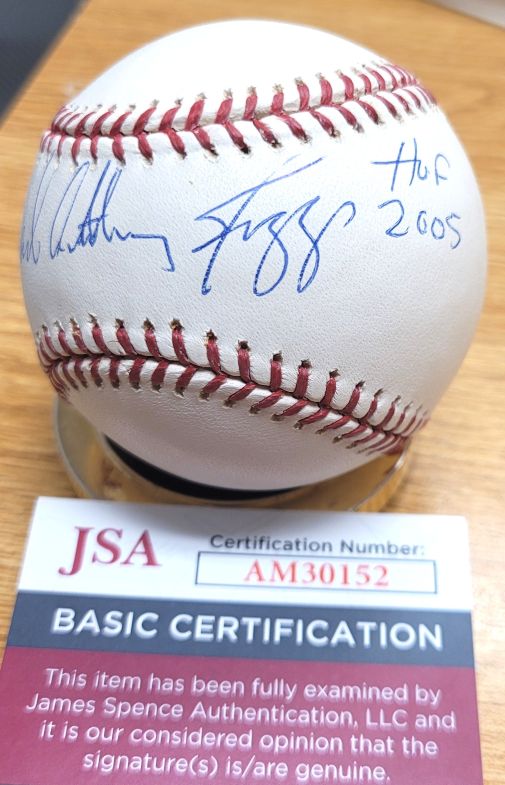 Anthony Boggs
HOF
2005
JSA
Certification Number:
AM30152
BASIC CERTIFICATION
This item has been fully examined by
James Spence Authentication, LLC and
it is our considered opinion that the
signature(s) is/are genuine.